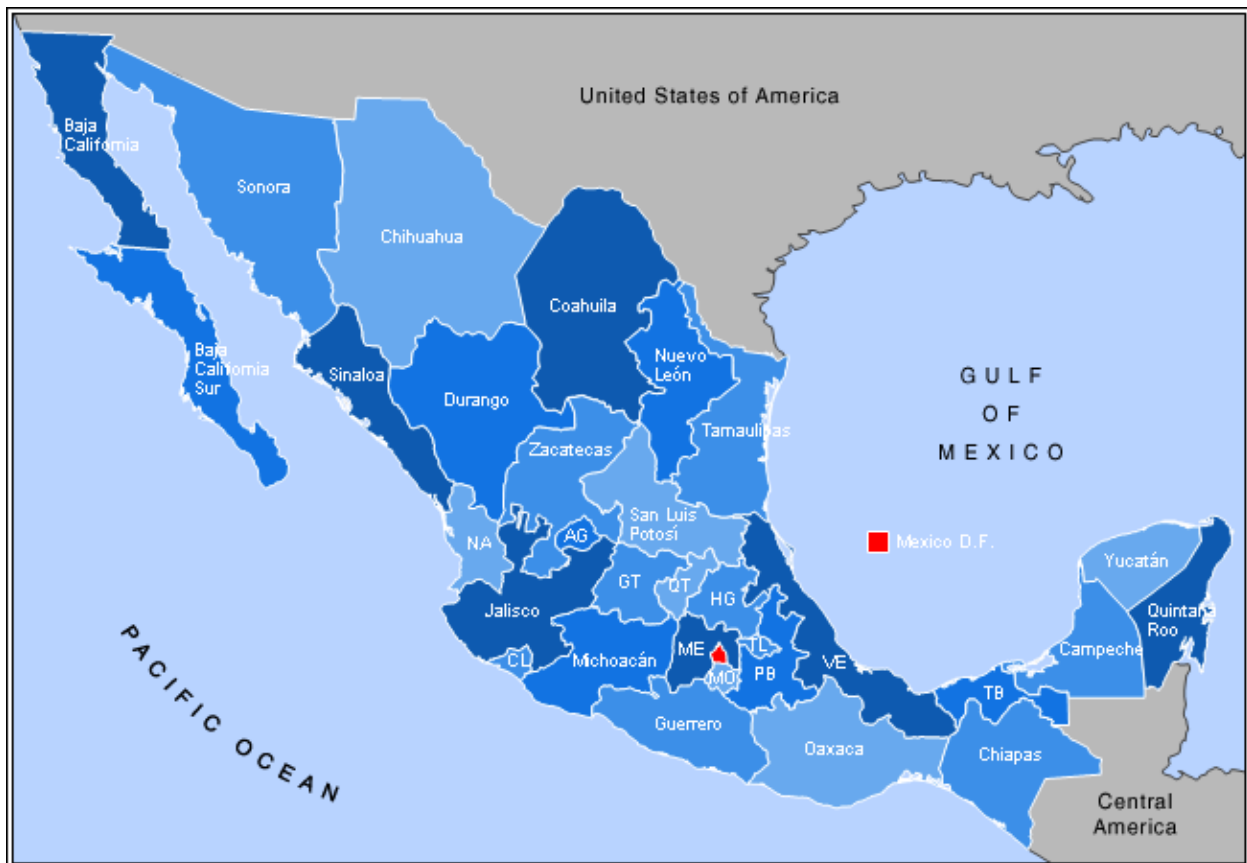 United States of America
Baja
California
Sonora
Chihuahua
Coahuila
Baja
California
Sur
Sinaloa
Durango
Nuevo
León
Tamaulipas
GULF
OF
MEXICO
Zacatecas
San Luis
Potosí
NA
AG
Mexico D.F.
Yucatán
GT
QT
HG
Jalisco
Quintana
Roo
CL
Michoacán
ME
TL
MO
PB
VE
Campeche
TB
Guerrero
Oaxaca
Chiapas
PACIFIC OCEAN
Central
America